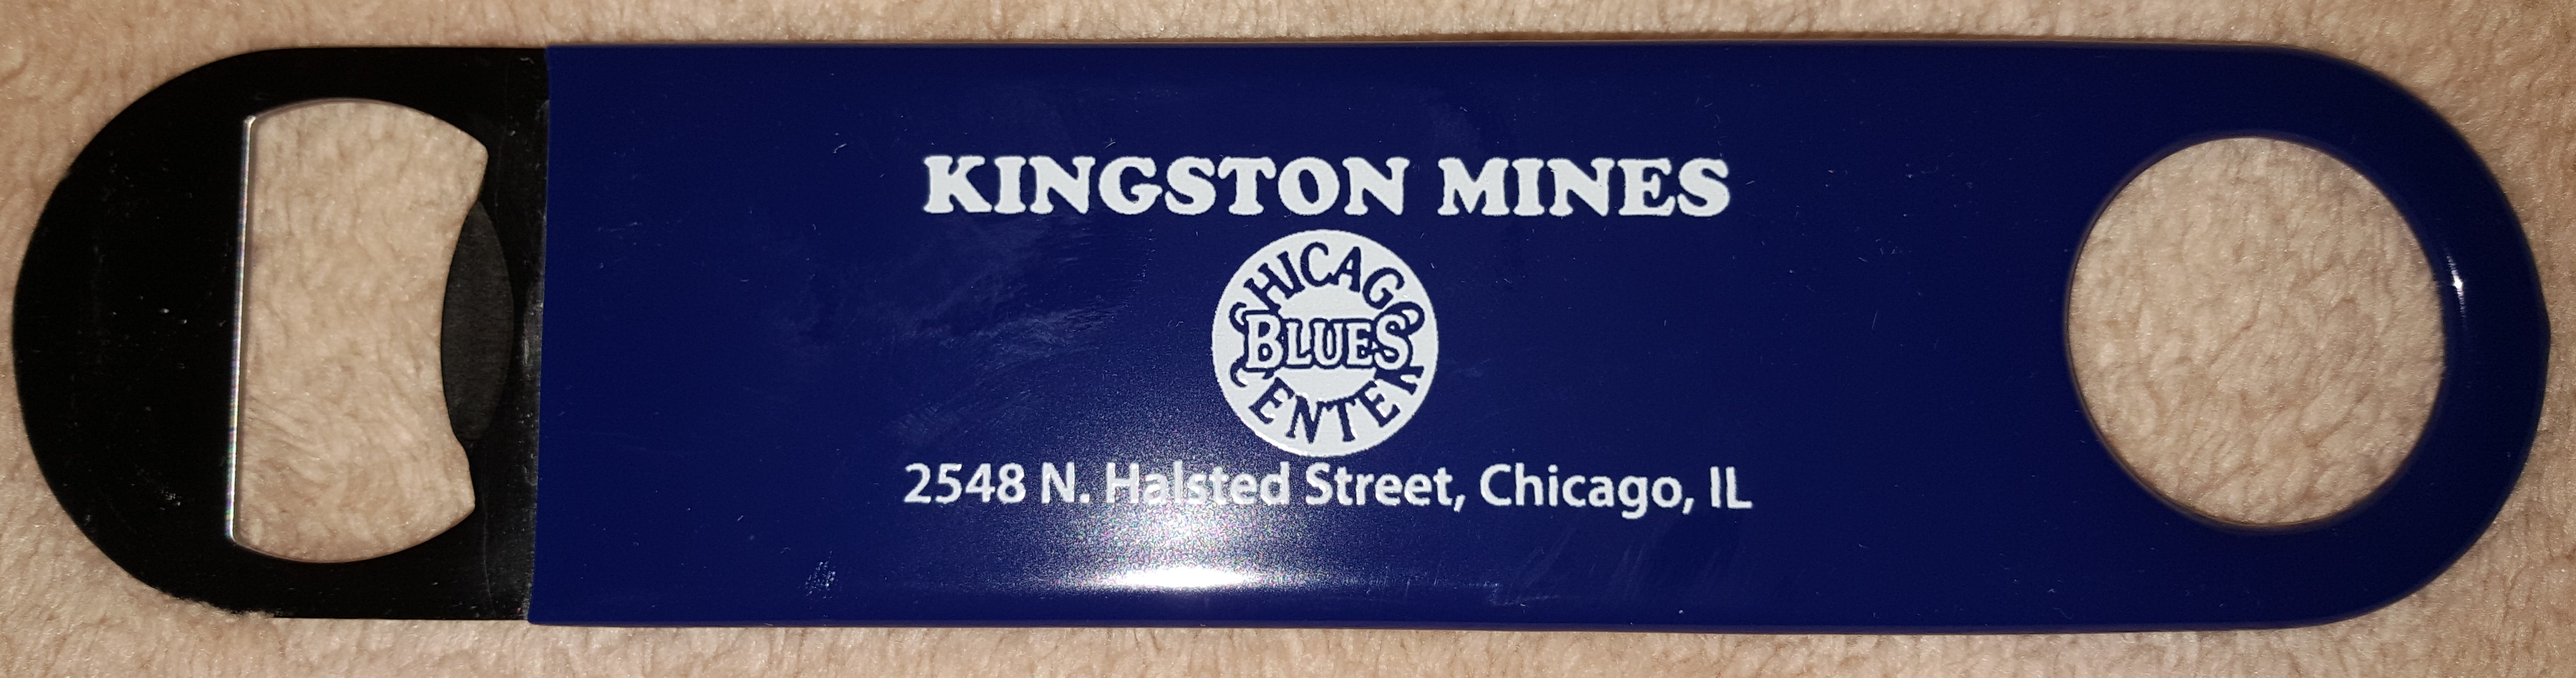 KINGSTON MINES
CHICAGO
BLUES
CENTER
2548 N. Halsted Street, Chicago, IL